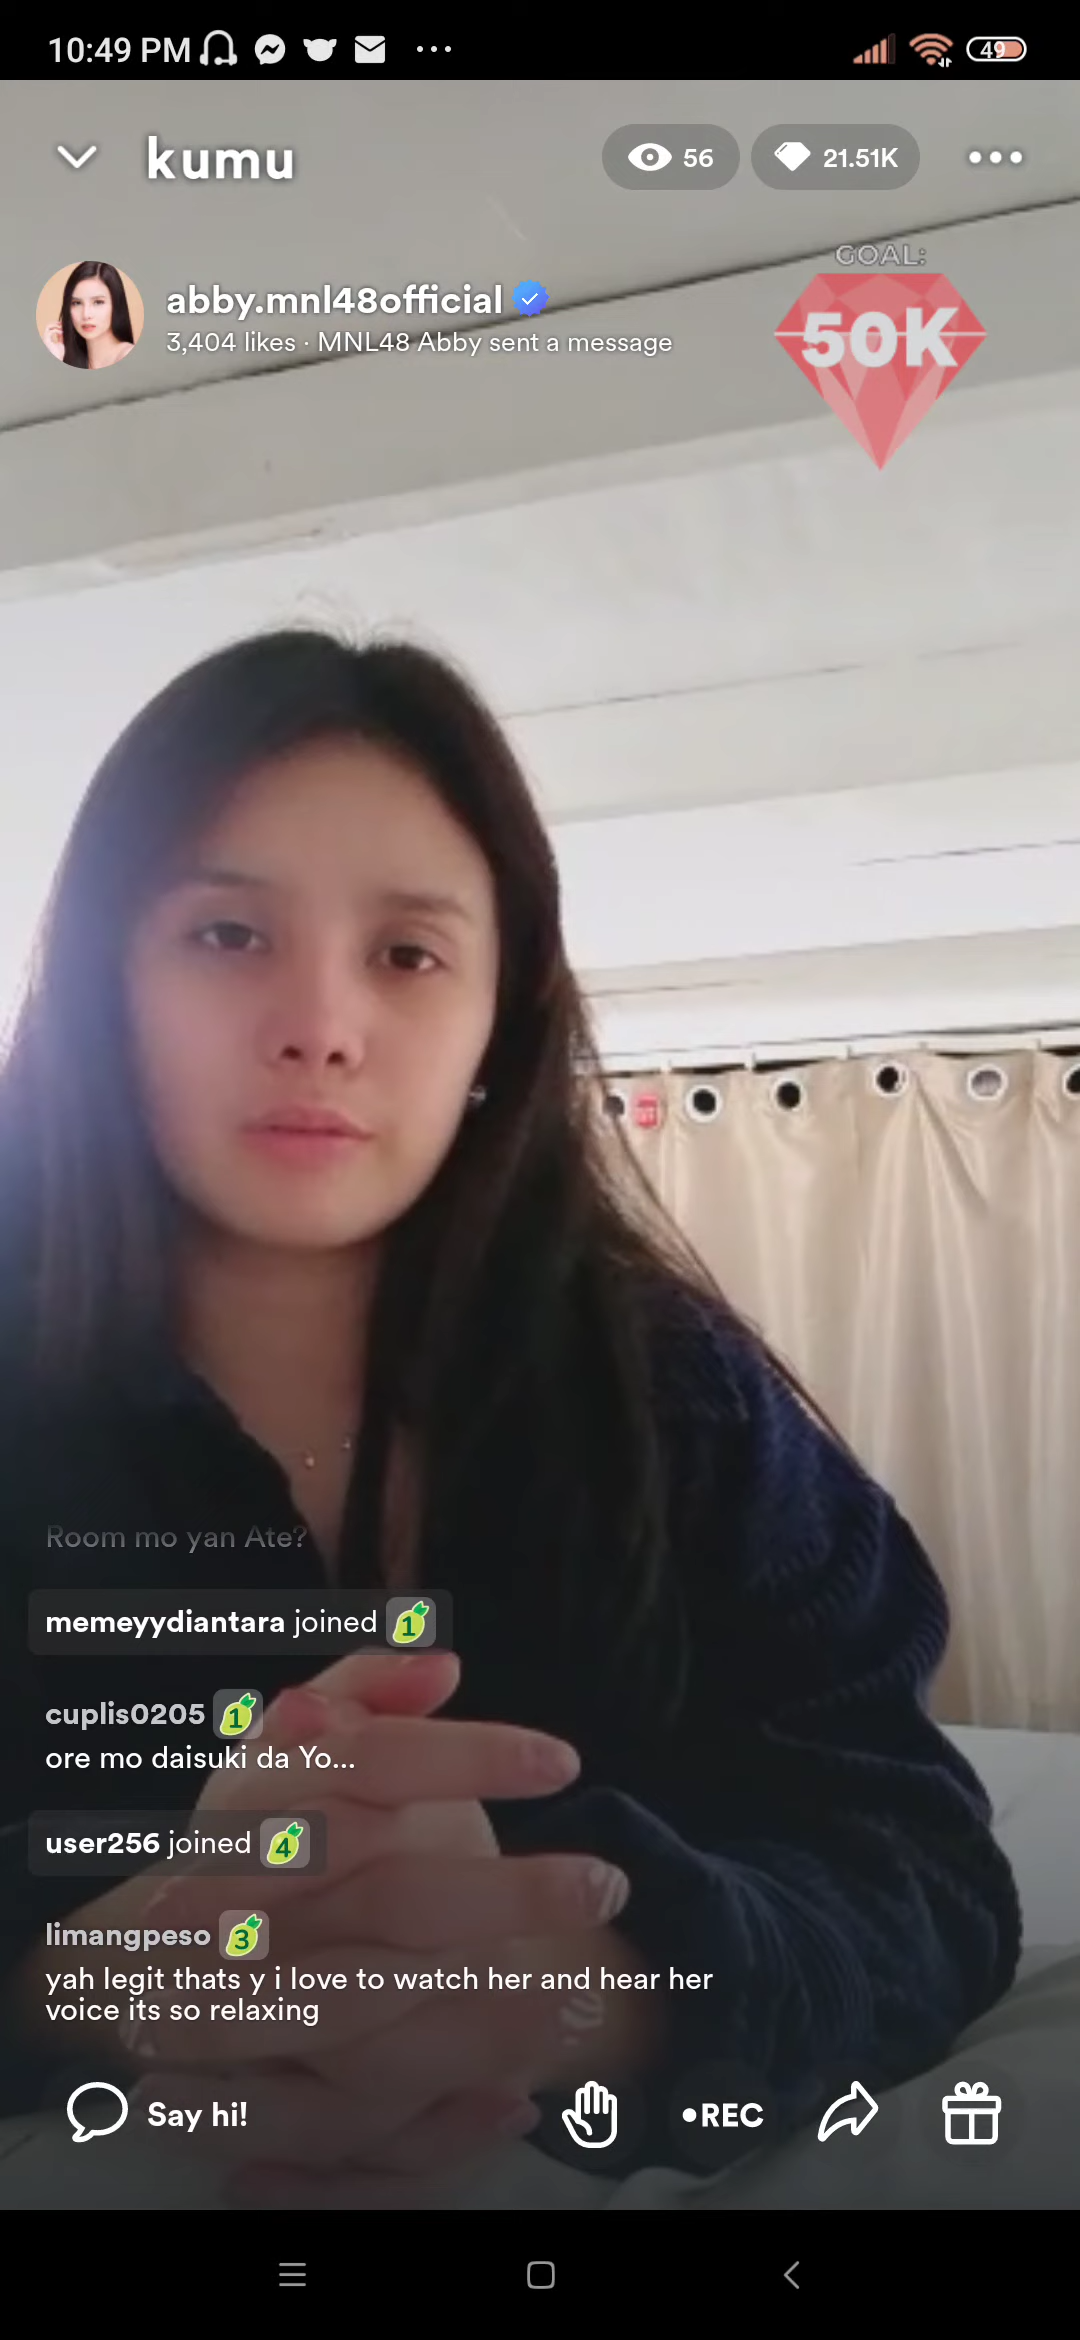 10:49 PM
49
kumu
56
21.51K
abby.mnl48official
3,404 likes · MNL48 Abby sent a message
GOAL:
50K
Room mo yan Ate?
memeyydiantara joined 1
cuplis0205 1
ore mo daisuki da Yo...
user256 joined 4
limangpeso 3
yah legit thats y i love to watch her and hear her
voice its so relaxing
Say hi!
•REC